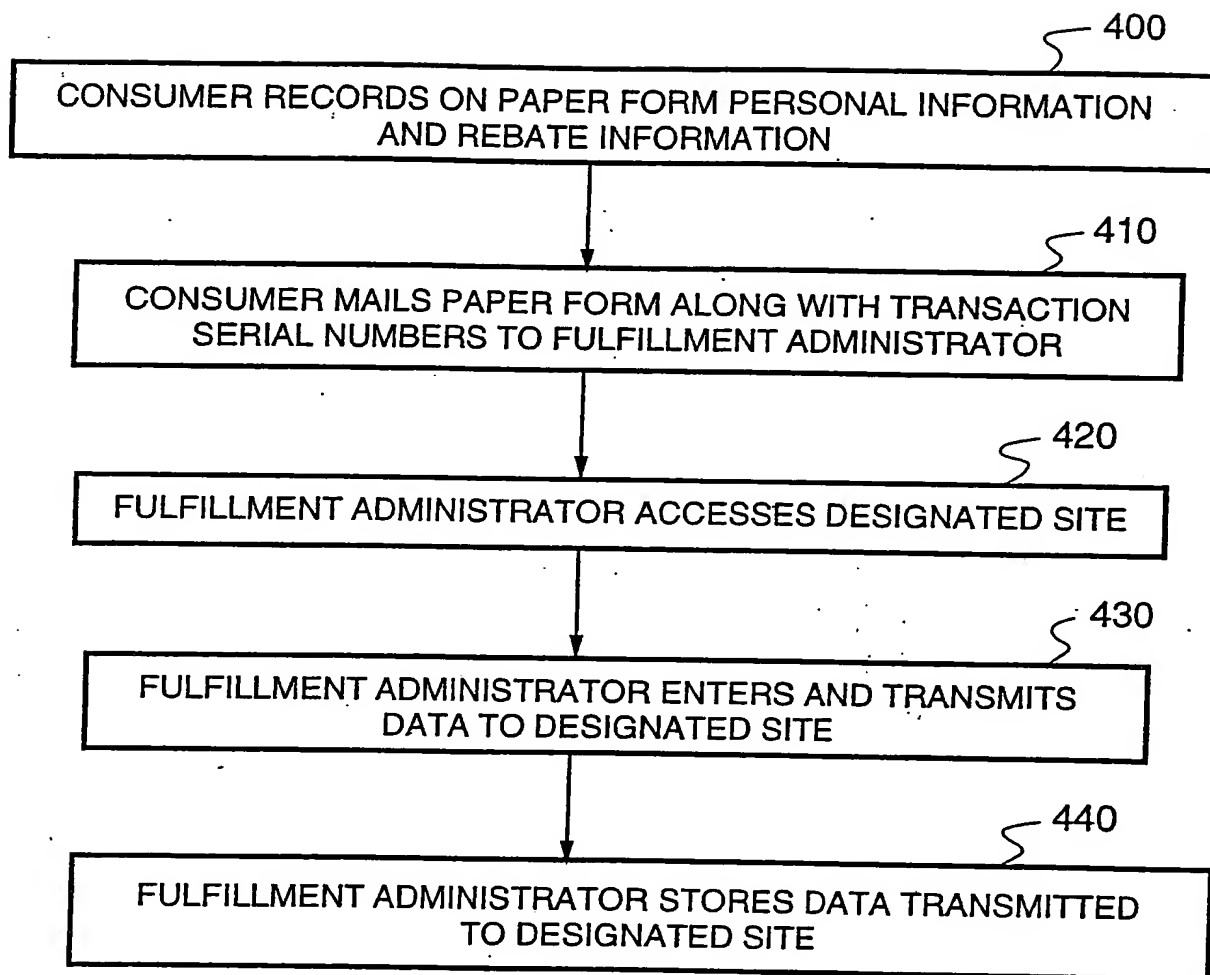 400
CONSUMER RECORDS ON PAPER FORM PERSONAL INFORMATION
AND REBATE INFORMATION
410
CONSUMER MAILS PAPER FORM ALONG WITH TRANSACTION
SERIAL NUMBERS TO FULFILLMENT ADMINISTRATOR
420
FULFILLMENT ADMINISTRATOR ACCESSES DESIGNATED SITE
430
FULFILLMENT ADMINISTRATOR ENTERS AND TRANSMITS
DATA TO DESIGNATED SITE
440
FULFILLMENT ADMINISTRATOR STORES DATA TRANSMITTED
TO DESIGNATED SITE